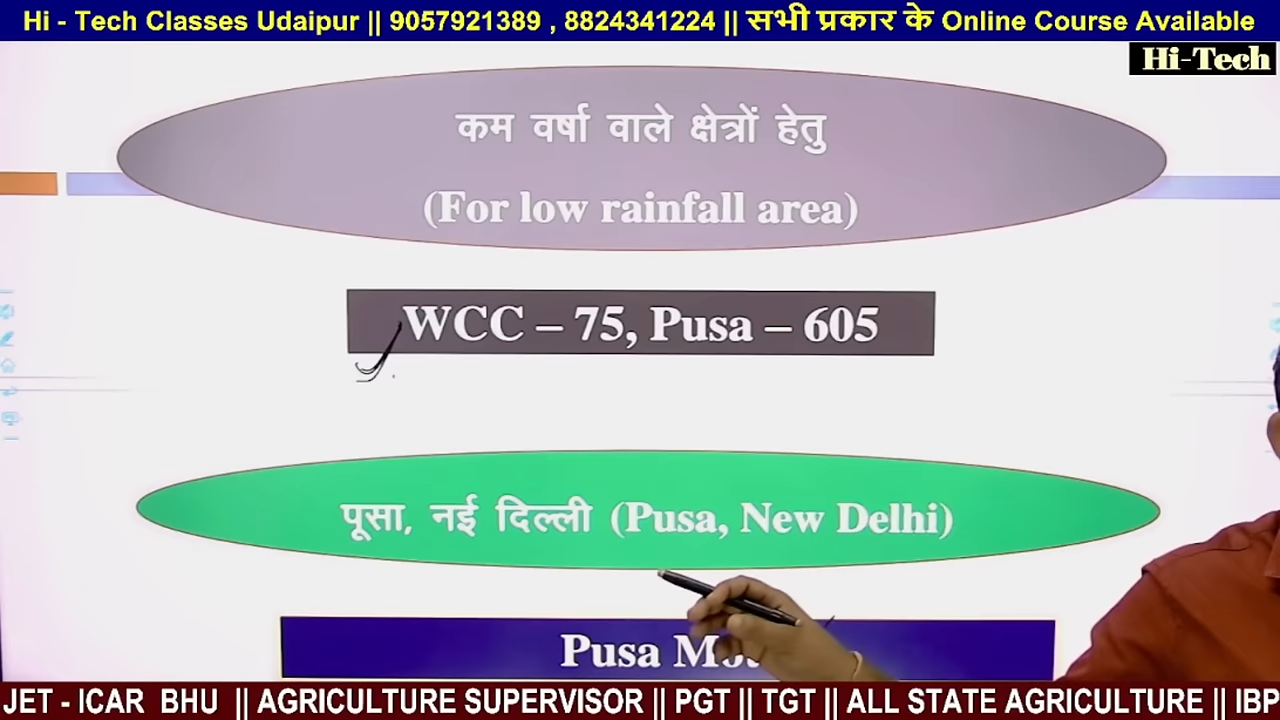 Hi - Tech Classes Udaipur || 9057921389 , 8824341224 || सभी प्रकार के Online Course Available
Hi-Tech
कम वर्षा वाले क्षेत्रों हेतु
(For low rainfall area)
WCC – 75, Pusa – 605
पूसा, नई दिल्ली (Pusa, New Delhi)
Pusa
JET - ICAR BHU || AGRICULTURE SUPERVISOR || PGT || TGT || ALL STATE AGRICULTURE || IBP